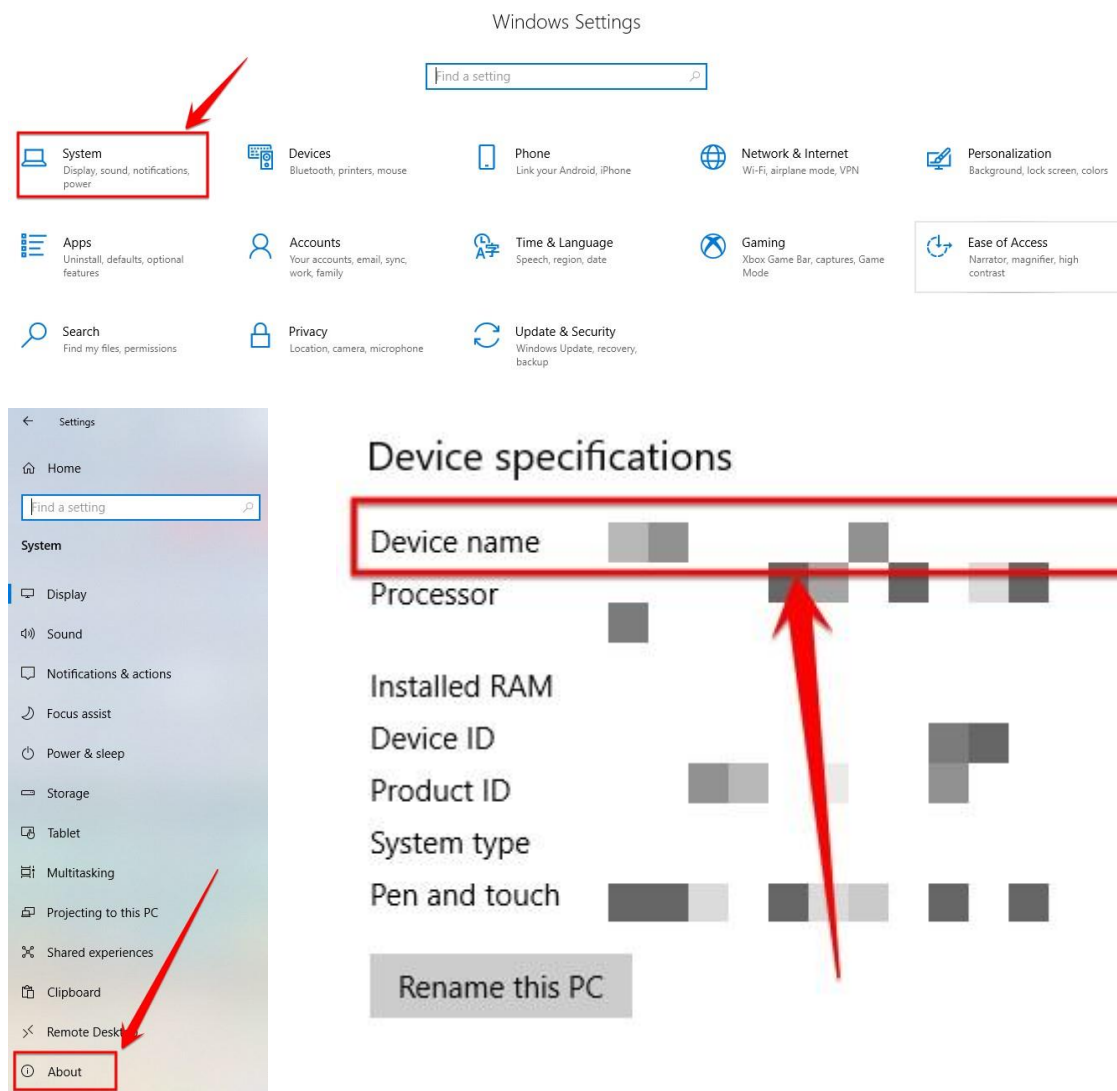 Windows Settings
Find a setting
System
Display, sound, notifications,
power
Devices
Bluetooth, printers, mouse
Phone
Link your Android, iPhone
Network & Internet
Wi-Fi, airplane mode, VPN
Personalization
Background, lock screen, colors
Apps
Uninstall, defaults, optional
features
Accounts
Your accounts, email, sync,
work, family
Time & Language
Speech, region, date
Gaming
Xbox Game Bar, captures, Game
Mode
Ease of Access
Narrator, magnifier, high
contrast
Search
Find my files, permissions
Privacy
Location, camera, microphone
Update & Security
Windows Update, recovery,
backup
Settings
Home
Find a setting
System
Display
Sound
Notifications & actions
Focus assist
Power & sleep
Storage
Tablet
Multitasking
Projecting to this PC
Shared experiences
Clipboard
Remote Desktop
About
Device specifications
Device name
Processor
Installed RAM
Device ID
Product ID
System type
Pen and touch
Rename this PC